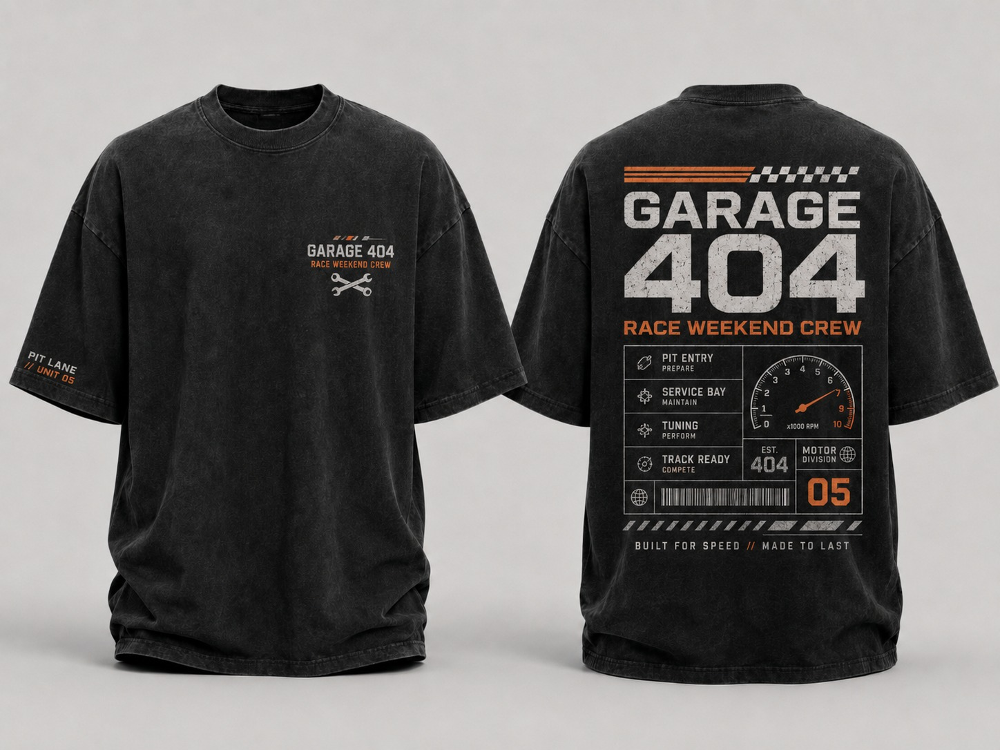 GARAGE 404
RACE WEEKEND CREW
PIT LANE
// UNIT 05
GARAGE
404
RACE WEEKEND CREW
PIT ENTRY
PREPARE
SERVICE BAY
MAINTAIN
TUNING
PERFORM
TRACK READY
COMPETE
0 1 2 3 3 4 5 6 7 9 10
x1000 RPM
EST.
404
MOTOR
DIVISION
05
BUILT FOR SPEED // MADE TO LAST